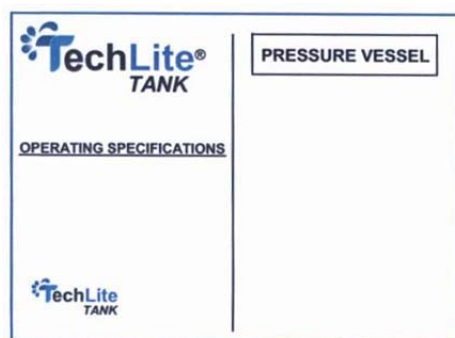 TechLite®
TANK
OPERATING SPECIFICATIONS
TechLite
TANK
PRESSURE VESSEL